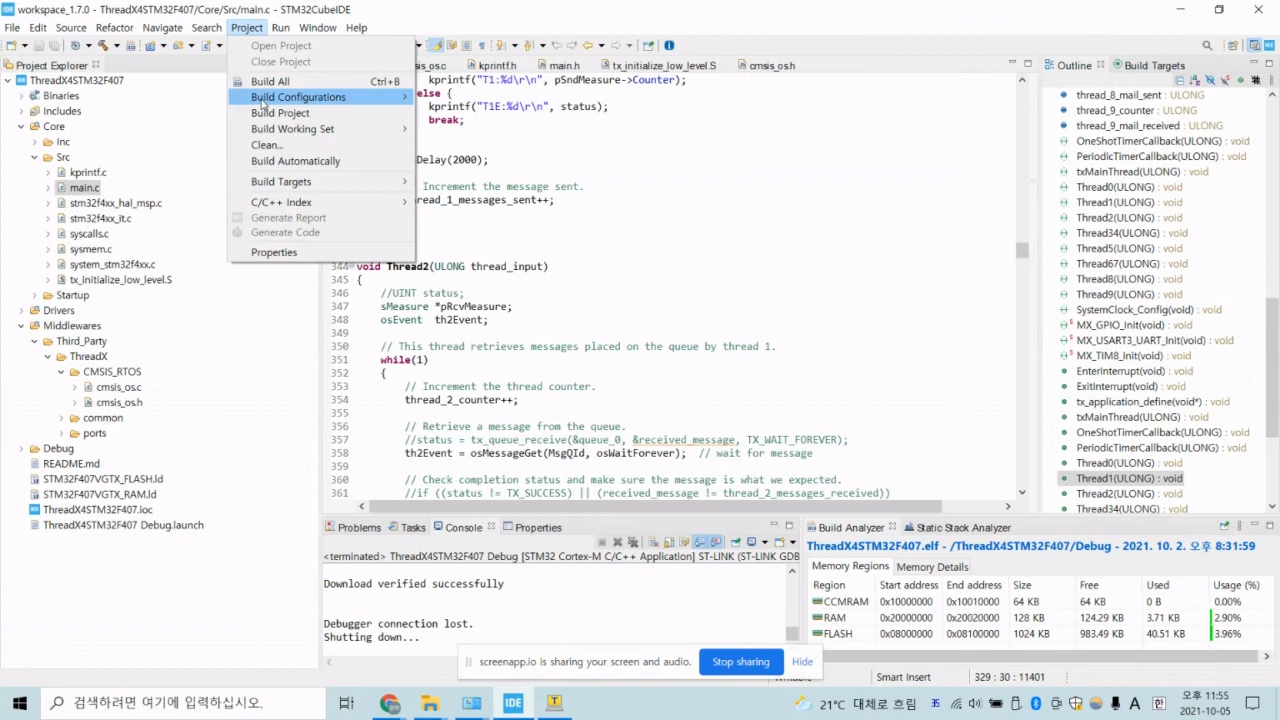 workspace_1.7.0 - ThreadX4STM32F407/Core/Src/main.c - STM32CubeIDE
File Edit Source Refactor Navigate Search Project Run Window Help
Open Project
Close Project
Build All Ctrl+B
Build Configurations
Build Project
Build Working Set
Clean...
Build Automatically
Build Targets
C/C++ Index
Generate Report
Generate Code
Properties
Project Explorer
ThreadX4STM32F407
Binaries
Includes
Core
Inc
Src
kprintf.c
main.c
stm32f4xx_hal_msp.c
stm32f4xx_it.c
syscalls.c
sysmem.c
system_stm32f4xx.c
tx_initialize_low_level.S
Startup
Drivers
Middlewares
Third_Party
ThreadX
CMSIS_RTOS
cmsis_os.c
cmsis_os.h
common
ports
Debug
README.md
STM32F407VGTX_FLASH.ld
STM32F407VGTX_RAM.ld
ThreadX4STM32F407.ioc
ThreadX4STM32F407 Debug.launch
is_os.c kprintf.h main.h tx_initialize_low_level.S cmsis_os.h
kprintf("T1:%d\r\n", pSndMeasure->Counter);
else {
kprintf("T1E:%d\r\n", status);
break;
Delay(2000);
Increment the message sent.
read_1_messages_sent++;
344 void Thread2(ULONG thread_input)
345 {
346 //UINT status;
347 sMeasure *pRcvMeasure;
348 osEvent th2Event;
349
350 // This thread retrieves messages placed on the queue by thread 1.
351 while(1)
352 {
353 // Increment the thread counter.
354 thread_2_counter++;
355
356 // Retrieve a message from the queue.
357 //status = tx_queue_receive(&queue_0, &received_message, TX_WAIT_FOREVER);
358 th2Event = osMessageGet(MsgQId, osWaitForever); // wait for message
359
360 // Check completion status and make sure the message is what we expected.
361 //if ((status != TX_SUCCESS) || (received_message != thread_2_messages_received))
Outline Build Targets
thread_8_mail_sent : ULONG
thread_9_counter : ULONG
thread_9_mail_received : ULONG
OneShotTimerCallback(ULONG) : void
PeriodicTimerCallback(ULONG) : void
txMainThread(ULONG) : void
Thread0(ULONG) : void
Thread1(ULONG) : void
Thread2(ULONG) : void
Thread34(ULONG) : void
Thread5(ULONG) : void
Thread67(ULONG) : void
Thread8(ULONG) : void
Thread9(ULONG) : void
SystemClock_Config(void) : void
MX_GPIO_Init(void) : void
MX_USART3_UART_Init(void) : void
MX_TIM8_Init(void) : void
EnterInterrupt(void) : void
ExitInterrupt(void) : void
tx_application_define(void*) : void
txMainThread(ULONG) : void
OneShotTimerCallback(ULONG) : void
PeriodicTimerCallback(ULONG) : void
Thread0(ULONG) : void
Thread1(ULONG) : void
Thread2(ULONG) : void
Thread34(ULONG) : void
Problems Tasks Console Properties
<terminated> ThreadX4STM32F407 Debug [STM32 Cortex-M C/C++ Application] ST-LINK (ST-LINK GDB
Download verified successfully
Debugger connection lost.
Shutting down...
Build Analyzer Static Stack Analyzer
ThreadX4STM32F407.elf - /ThreadX4STM32F407/Debug - 2021. 10. 2. 오후 8:31:59
Memory Regions Memory Details
Region Start address End address Size Free Used Usage (%)
CCMRAM 0x10000000 0x10010000 64 KB 64 KB 0 B 0.00%
RAM 0x20000000 0x20020000 128 KB 124.29 KB 3.71 KB 2.90%
FLASH 0x08000000 0x08100000 1024 KB 983.49 KB 40.51 KB 3.96%
screenapp.io is sharing your screen and audio. Stop sharing Hide
Smart Insert 329 : 30 : 11401
검색하려면 여기에 입력하십시오.
IDE
21°C 대체로 흐림
A
오후 11:55
2021-10-05